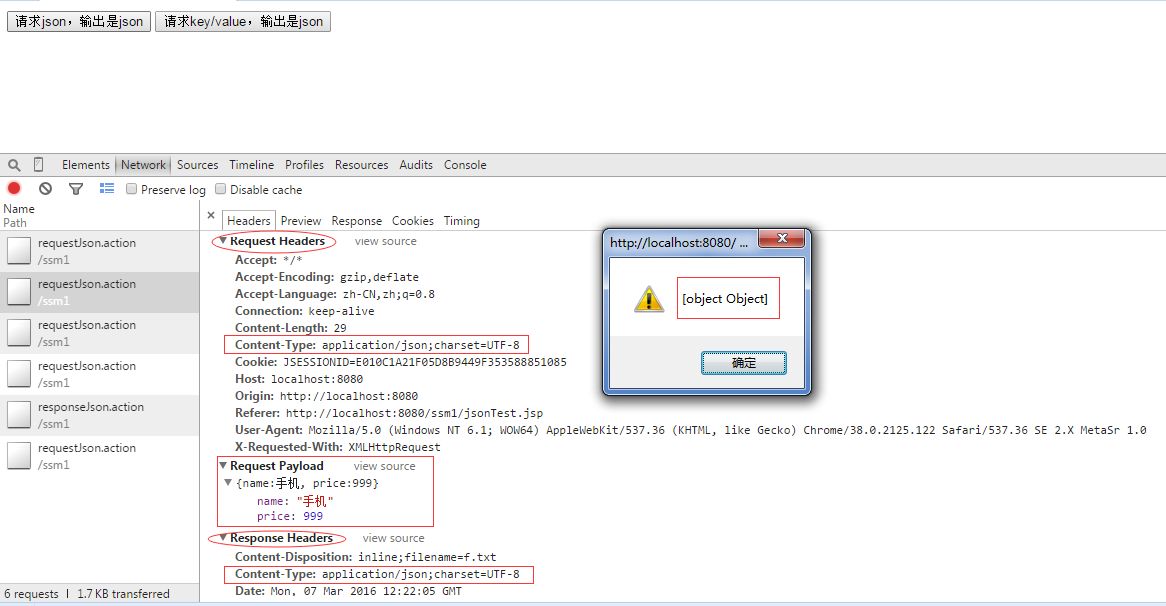 请求json，输出是json 请求key/value，输出是json
Elements Network Sources Timeline Profiles Resources Audits Console
Preserve log Disable cache
Name
Path
requestJson.action
/ssm1
requestJson.action
/ssm1
requestJson.action
/ssm1
requestJson.action
/ssm1
responseJson.action
/ssm1
requestJson.action
/ssm1
6 requests | 1.7 KB transferred
× Headers Preview Response Cookies Timing
▼Request Headers view source
Accept: */*
Accept-Encoding: gzip,deflate
Accept-Language: zh-CN,zh;q=0.8
Connection: keep-alive
Content-Length: 29
Content-Type: application/json;charset=UTF-8
Cookie: JSESSIONID=E010C1A21F05D8B9449F353588851085
Host: localhost:8080
Origin: http://localhost:8080
Referer: http://localhost:8080/ssm1/jsonTest.jsp
User-Agent: Mozilla/5.0 (Windows NT 6.1; WOW64) AppleWebKit/537.36 (KHTML, like Gecko) Chrome/38.0.2125.122 Safari/537.36 SE 2.X MetaSr 1.0
X-Requested-With: XMLHttpRequest
▼Request Payload view source
▼{name:手机, price:999}
name: "手机"
price: 999
▼Response Headers view source
Content-Disposition: inline;filename=f.txt
Content-Type: application/json;charset=UTF-8
Date: Mon, 07 Mar 2016 12:22:05 GMT
http://localhost:8080/ ...
[object Object]
确定